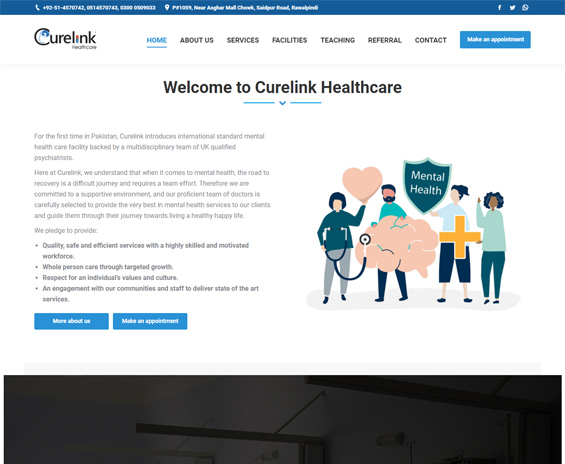 +92-51-4570742, 0514570743, 0300 0509033 P#1059, Near Asghar Mall Chowk, Saidpur Road, Rawalpindi
Curelink
Healthcare
HOME ABOUT US SERVICES FACILITIES TEACHING REFERRAL CONTACT Make an appointment
Welcome to Curelink Healthcare
For the first time in Pakistan, Curelink introduces international standard mental
health care facility backed by a multidisciplinary team of UK qualified
psychiatrists.
Here at Curelink, we understand that when it comes to mental health, the road to
recovery is a difficult journey and requires a team effort. Therefore we are
committed to a supportive environment, and our proficient team of doctors is
carefully selected to provide the very best in mental health services to our clients
and guide them through their journey towards living a healthy happy life.
We pledge to provide:
• Quality, safe and efficient services with a highly skilled and motivated
workforce.
• Whole person care through targeted growth.
• Respect for an individual's values and culture.
• An engagement with our communities and staff to deliver state of the art
services.
More about us Make an appointment
Mental
Health